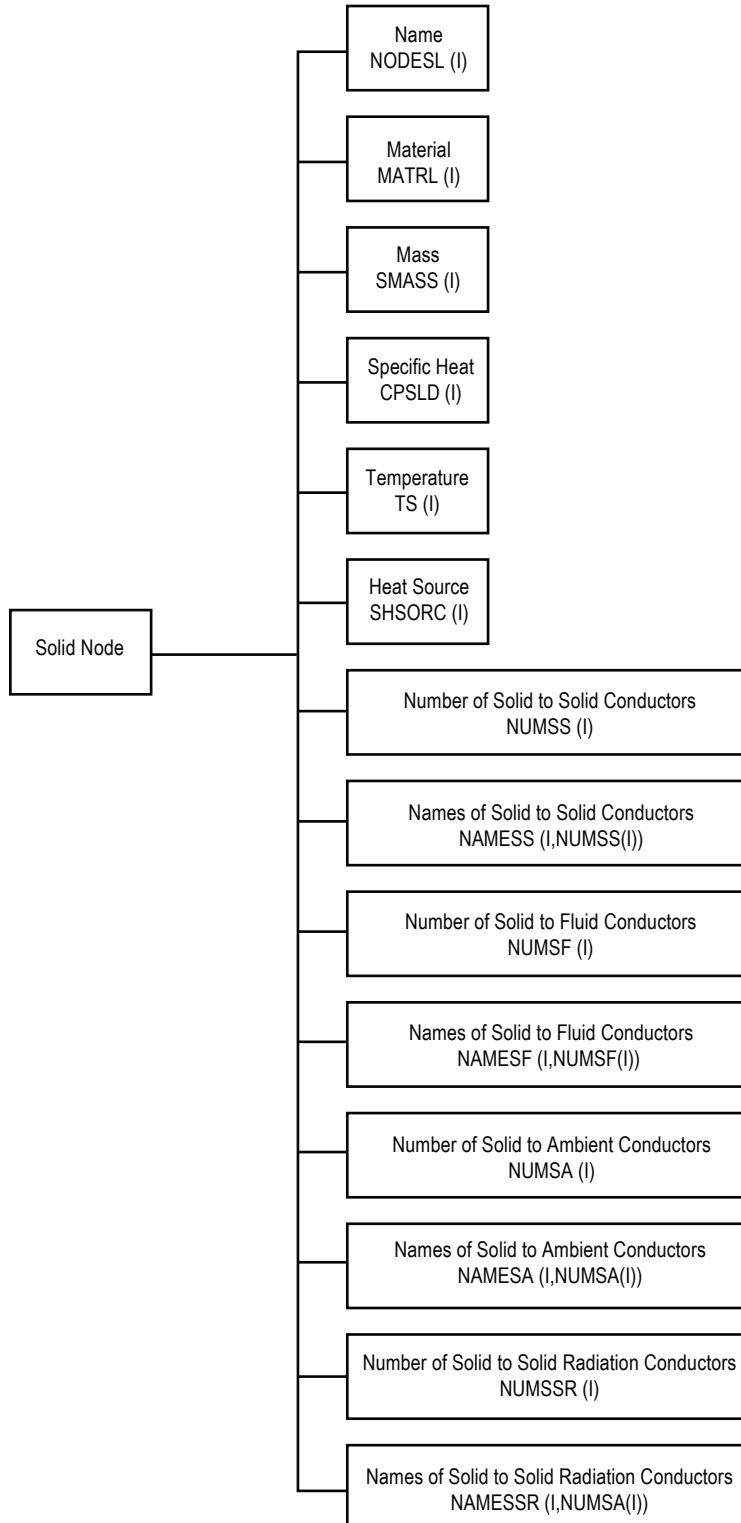 Name
NODESL (I)
Material
MATRL (I)
Mass
SMASS (I)
Specific Heat
CPSLD (I)
Temperature
TS (I)
Heat Source
SHSORC (I)
Solid Node
Number of Solid to Solid Conductors
NUMSS (I)
Names of Solid to Solid Conductors
NAMESS (I,NUMSS(I))
Number of Solid to Fluid Conductors
NUMSF (I)
Names of Solid to Fluid Conductors
NAMESF (I,NUMSF(I))
Number of Solid to Ambient Conductors
NUMSA (I)
Names of Solid to Ambient Conductors
NAMESA (I,NUMSA(I))
Number of Solid to Solid Radiation Conductors
NUMSSR (I)
Names of Solid to Solid Radiation Conductors
NAMESSR (I,NUMSA(I))